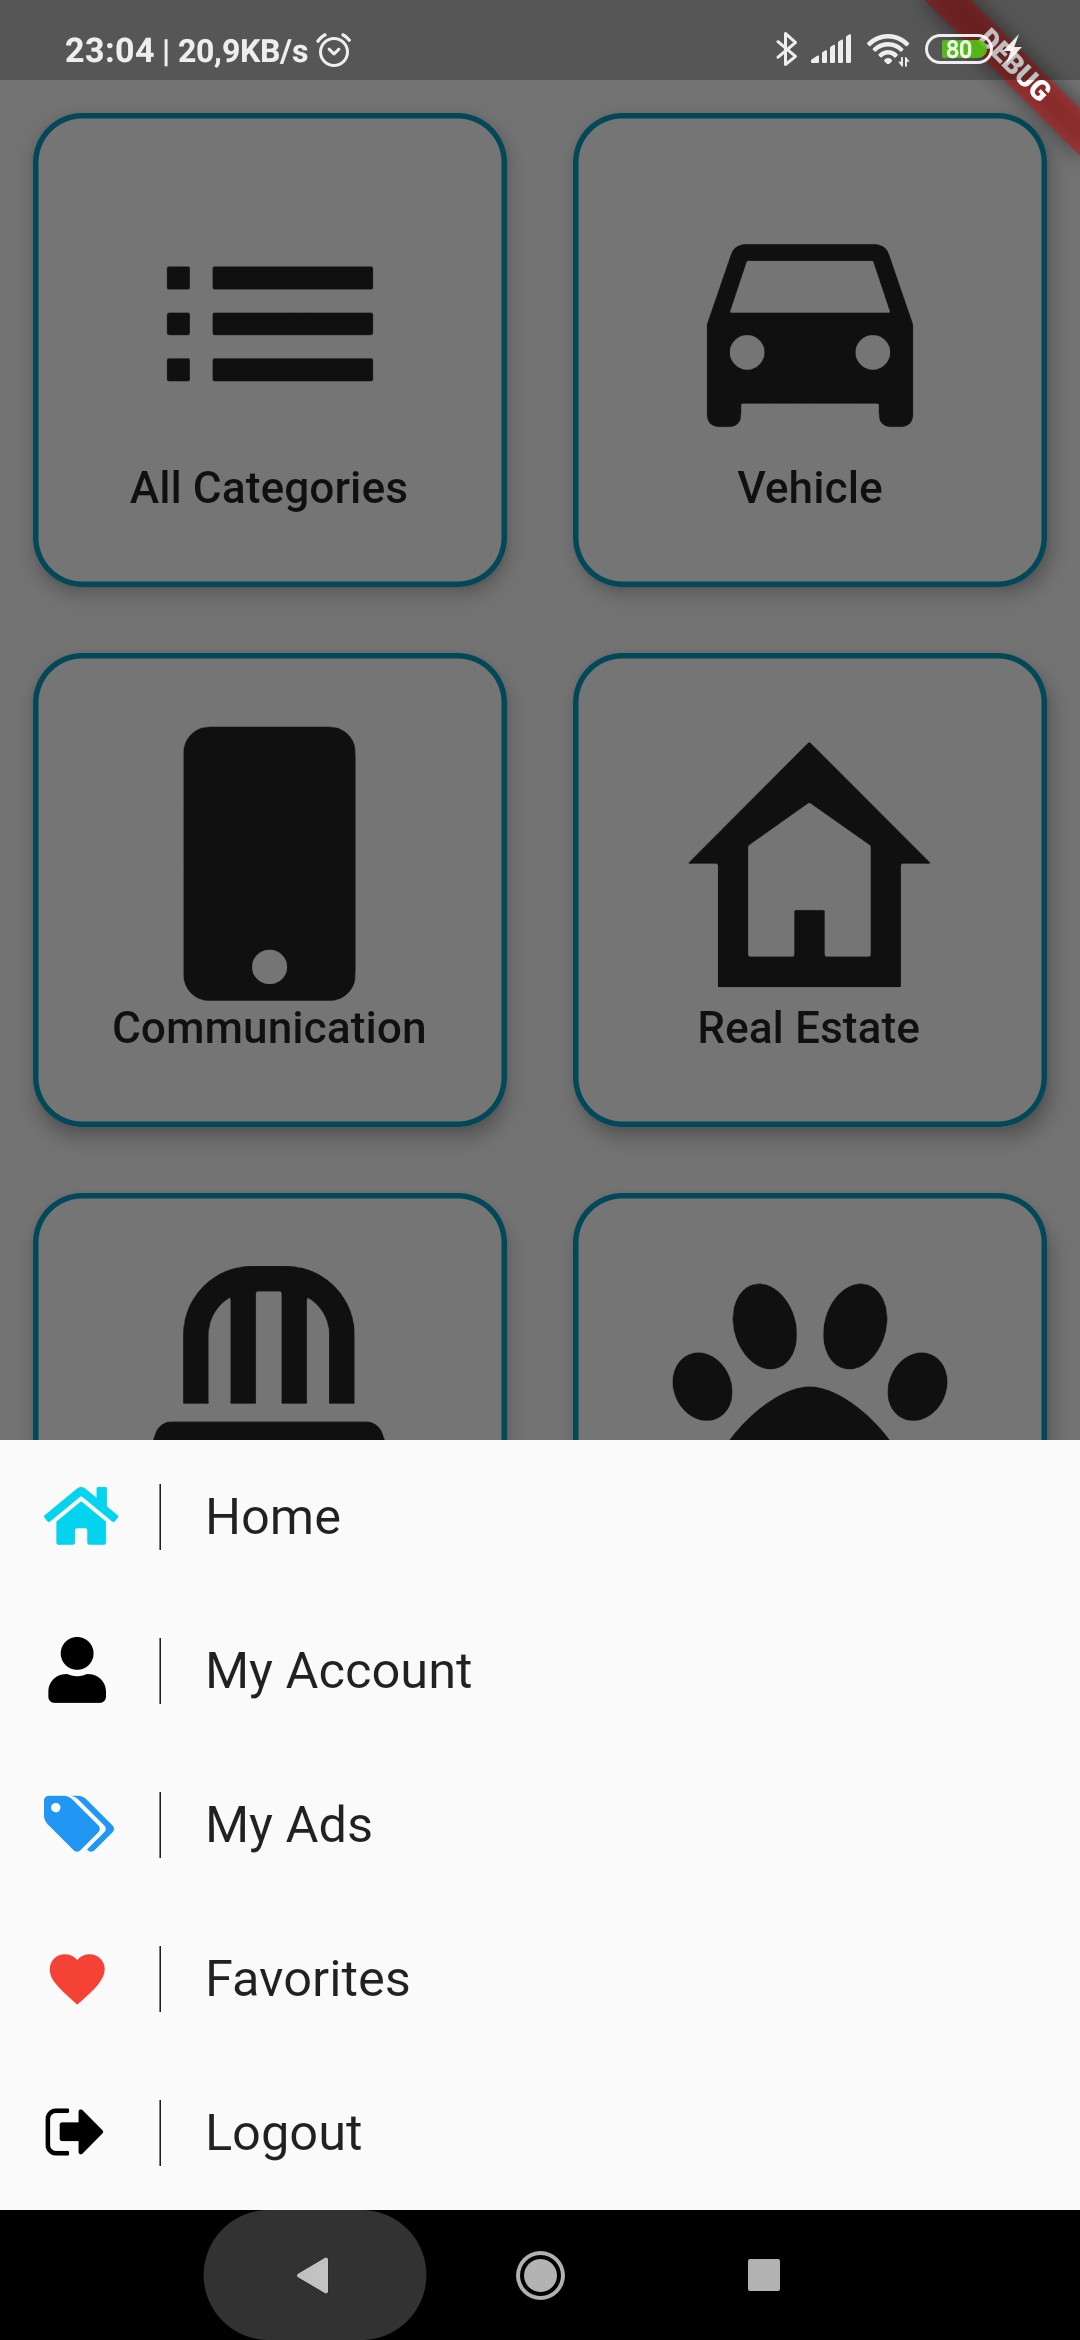 23:04 | 20,9KB/s
80
DEBUG
All Categories
Vehicle
Communication
Real Estate
Home
My Account
My Ads
Favorites
Logout